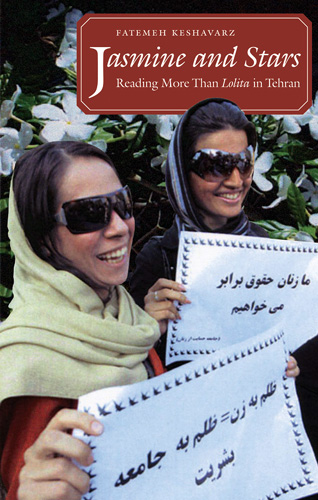 FATEMEH KESHAVARZ
Jasmine and Stars
Reading More Than Lolita in Tehran
ما زنان حقوق برابر
می خواهیم
ظلم به زن = ظلم به جامعه
بشریت